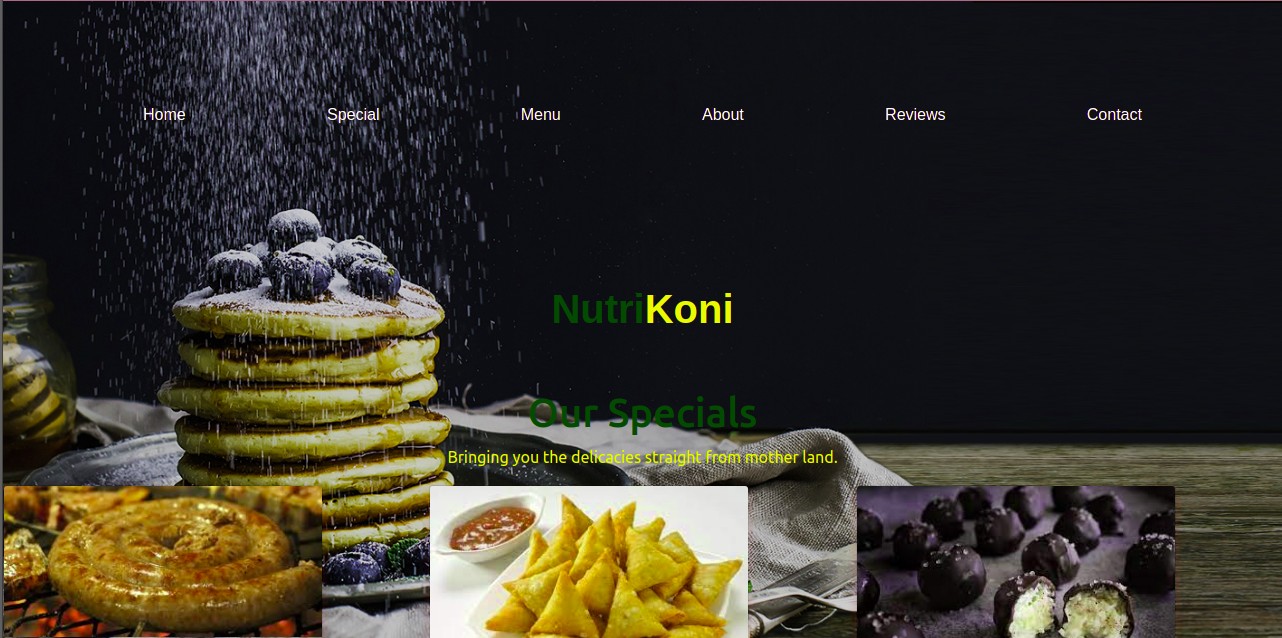 Home Special Menu About Reviews Contact
NutriKoni
Our Specials
Bringing you the delicacies straight from mother land.